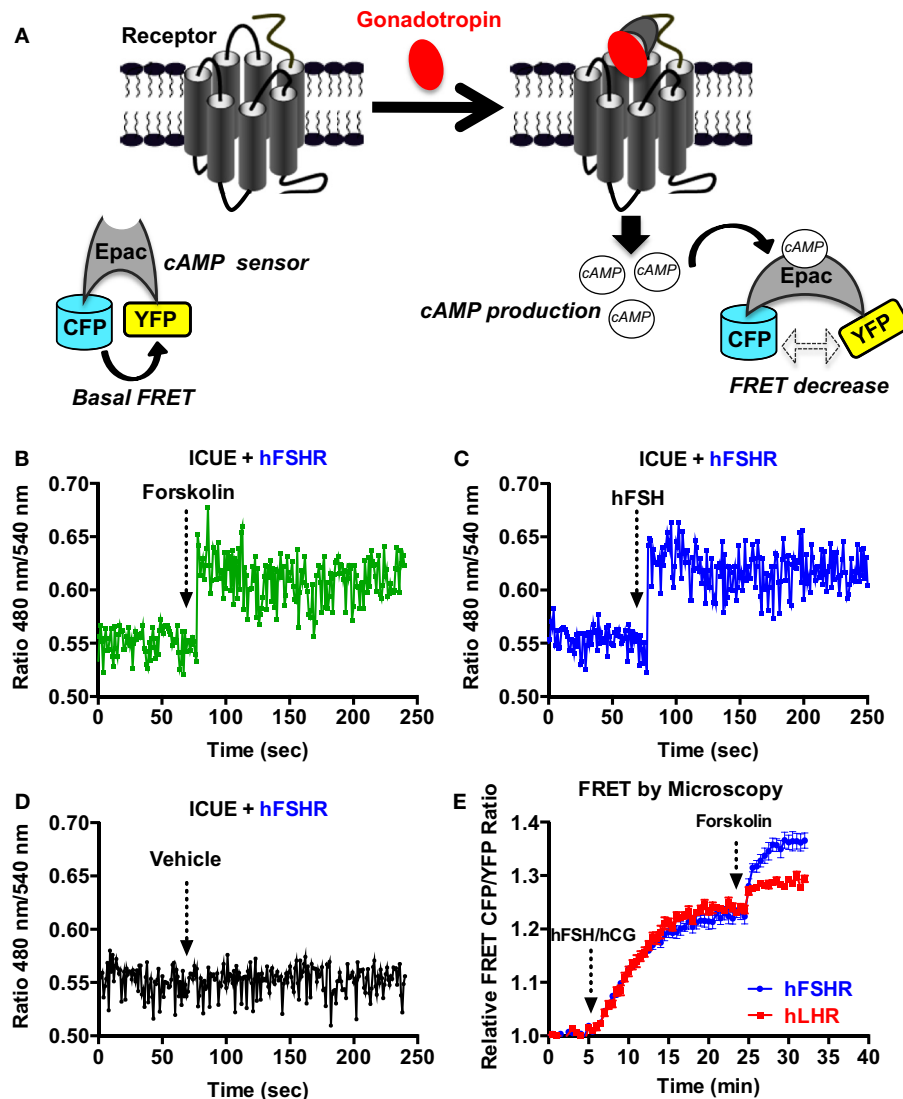 A
Receptor
Gonadotropin
Epac
cAMP sensor
CFP
YFP
Basal FRET
cAMP
cAMP
cAMP
cAMP production
cAMP
Epac
CFP
YFP
FRET decrease
B
ICUE + hFSHR
Forskolin
Ratio 480 nm/540 nm
0.70
0.65
0.60
0.55
0.50
0 50 100 150 200 250
Time (sec)
C
ICUE + hFSHR
hFSH
Ratio 480 nm/540 nm
0.70
0.65
0.60
0.55
0.50
0 50 100 150 200 250
Time (sec)
D
ICUE + hFSHR
Vehicle
Ratio 480 nm/540 nm
0.70
0.65
0.60
0.55
0.50
0 50 100 150 200 250
Time (sec)
E
FRET by Microscopy
Forskolin
hFSH/hCG
Relative FRET CFP/YFP Ratio
1.4
1.3
1.2
1.1
1.0
hFSHR
hLHR
0 5 10 15 20 25 30 35 40
Time (min)